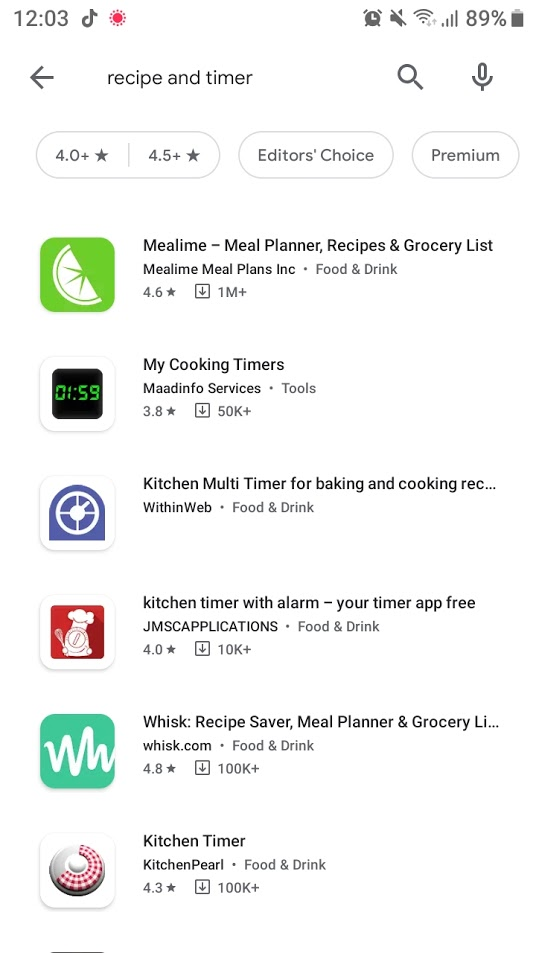 12:03 89%
recipe and timer
4.0+ ★ 4.5+ ★ Editors' Choice Premium
Mealime – Meal Planner, Recipes & Grocery List
Mealime Meal Plans Inc • Food & Drink
4.6 ★ 1M+
01:59
My Cooking Timers
Maadinfo Services • Tools
3.8 ★ 50K+
Kitchen Multi Timer for baking and cooking rec...
WithinWeb • Food & Drink
kitchen timer with alarm – your timer app free
JMSCAPPLICATIONS • Food & Drink
4.0 ★ 10K+
Wh
Whisk: Recipe Saver, Meal Planner & Grocery Li...
whisk.com • Food & Drink
4.8 ★ 100K+
Kitchen Timer
KitchenPearl • Food & Drink
4.3 ★ 100K+